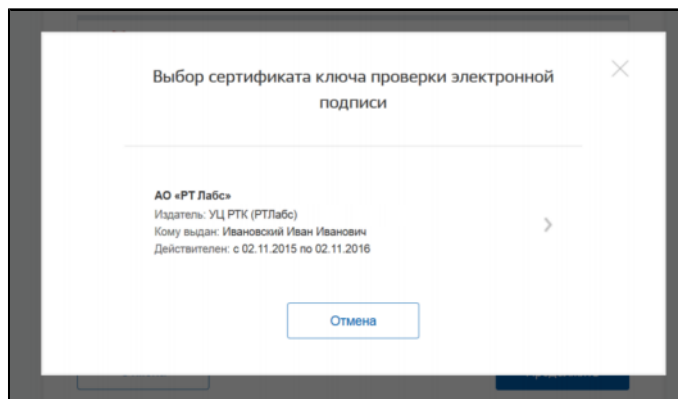 Выбор сертификата ключа проверки электронной
подписи
АО «РТ Лабс»
Издатель: УЦ РТК (РТЛабс)
Кому выдан: Ивановский Иван Иванович
Действителен: с 02.11.2015 по 02.11.2016
Отмена